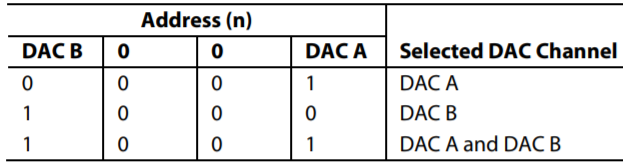 Address (n)
DAC B 0 0 DAC A Selected DAC Channel
0 0 0 1 DAC A
1 0 0 0 DAC B
1 0 0 1 DAC A and DAC B